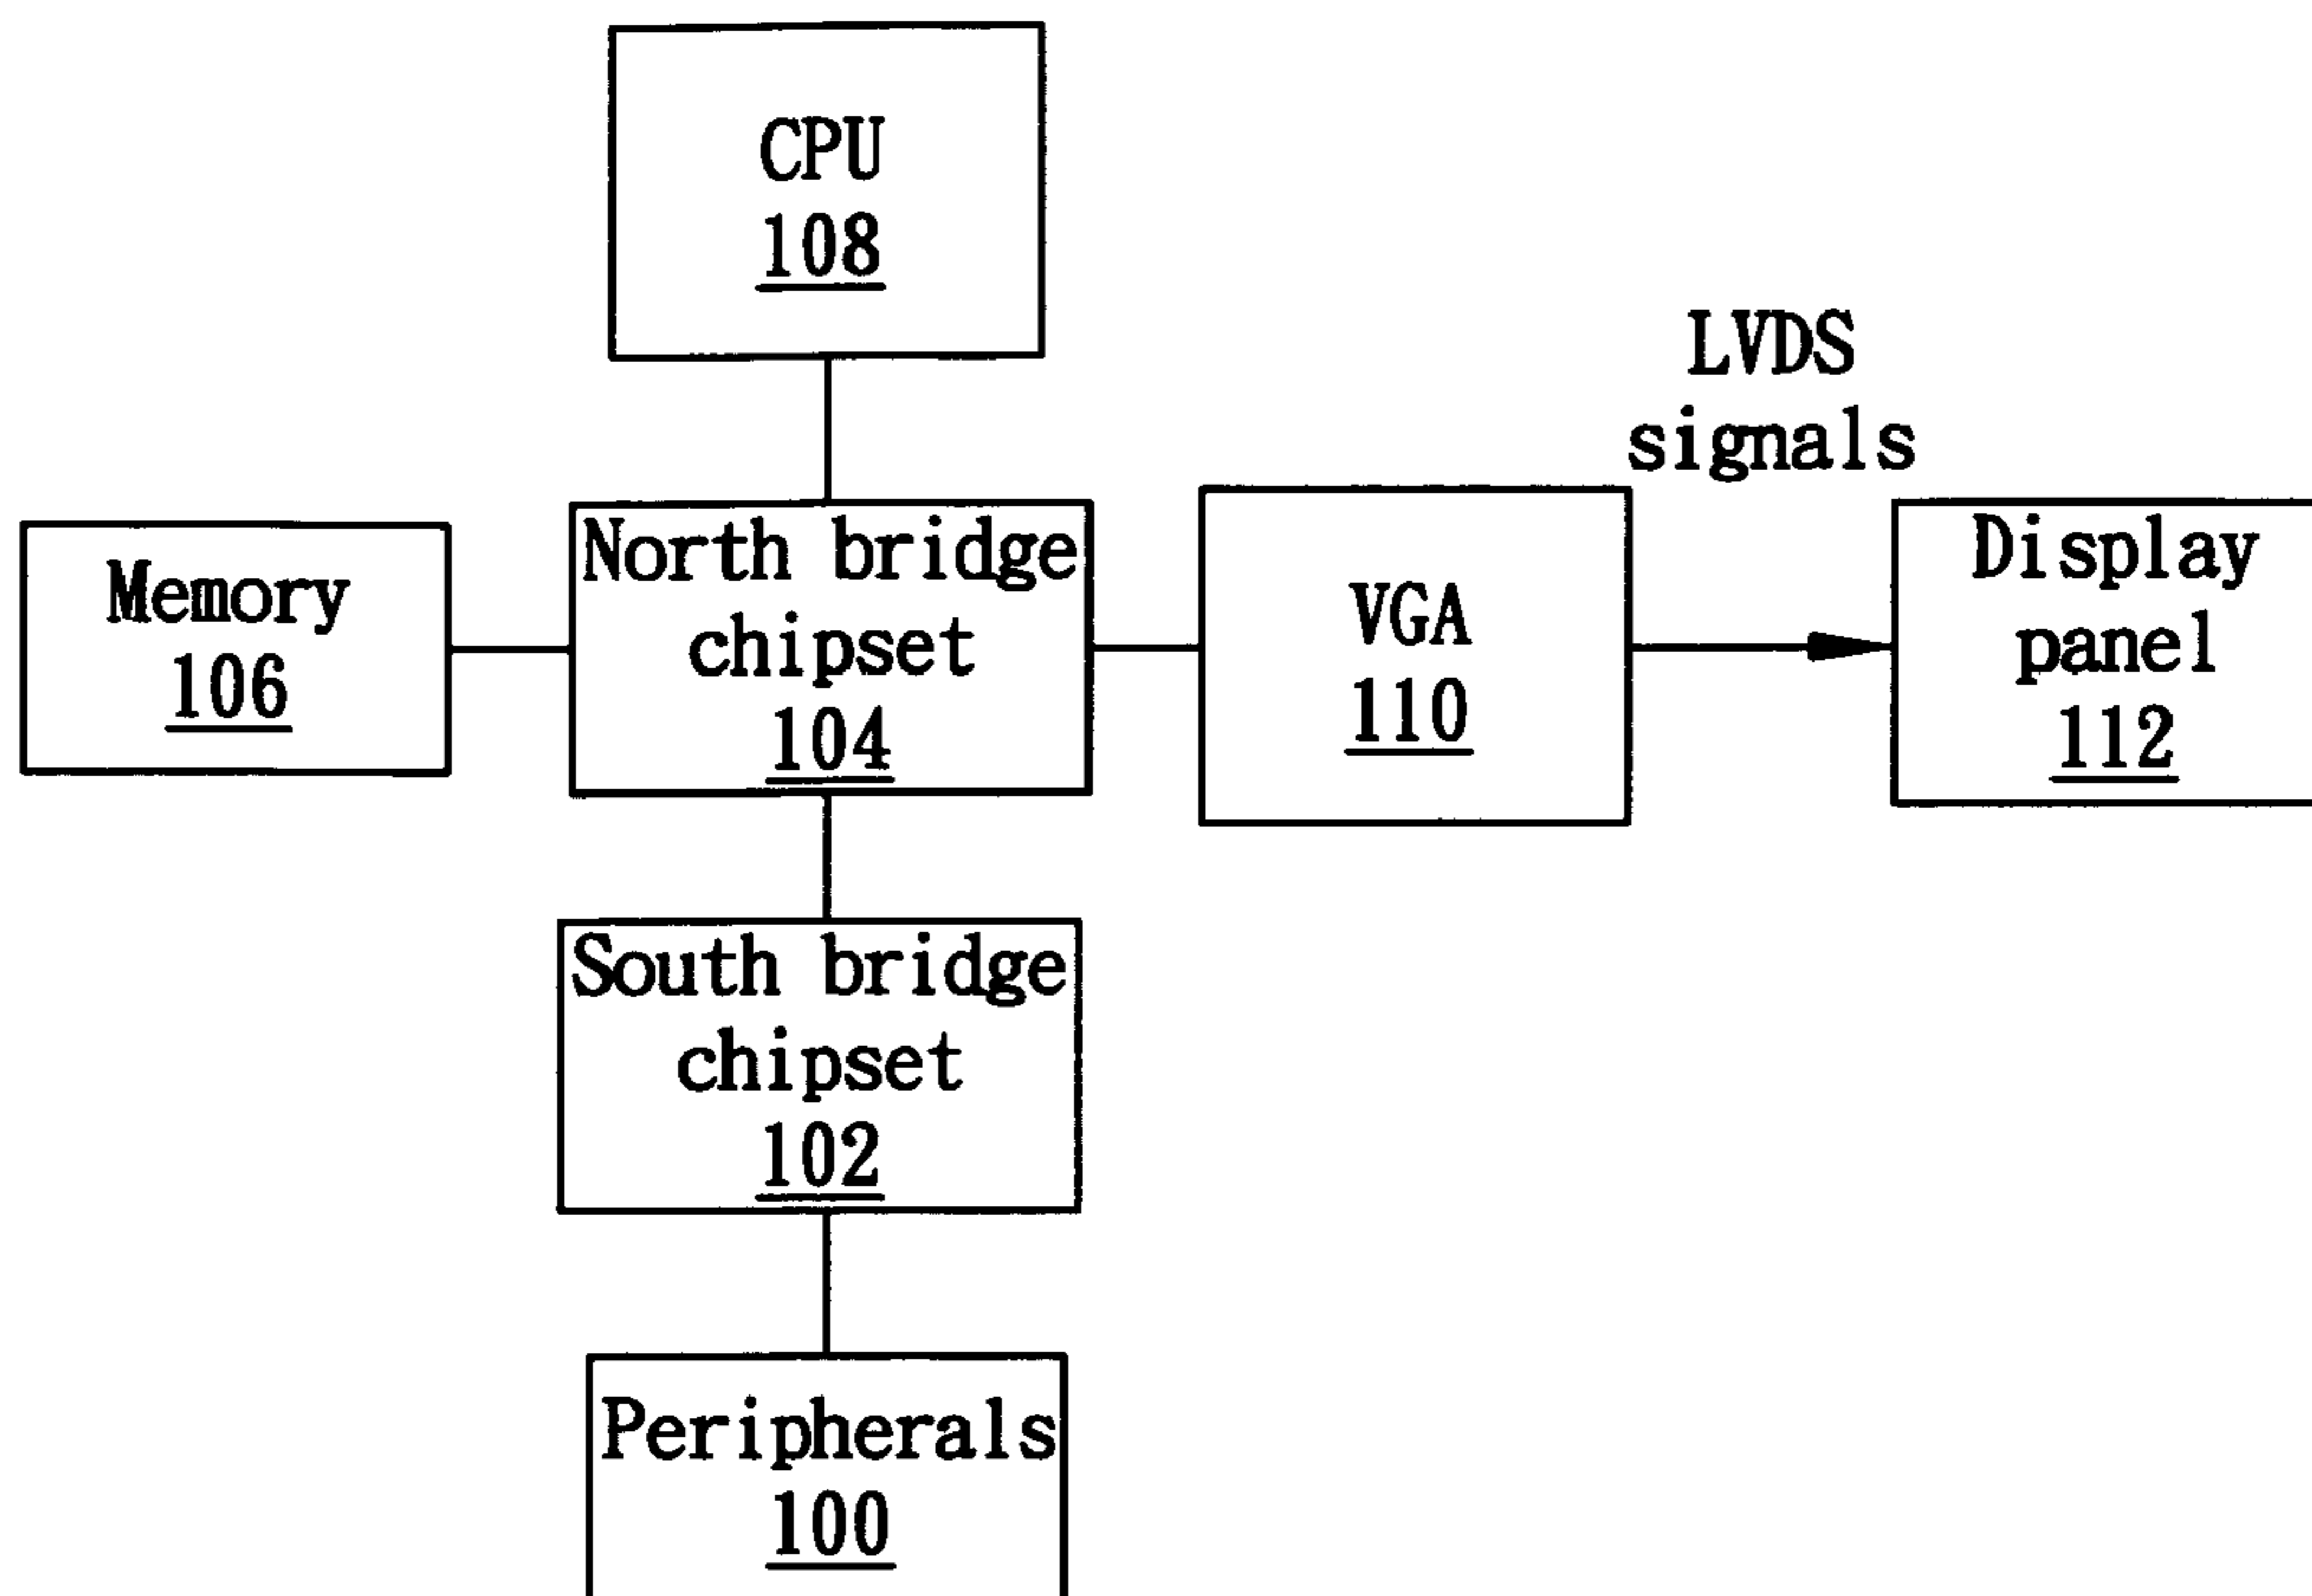 CPU
108
LVDS
signals
Memory
106
North bridge
chipset
104
VGA
110
Display
panel
112
South bridge
chipset
102
Peripherals
100